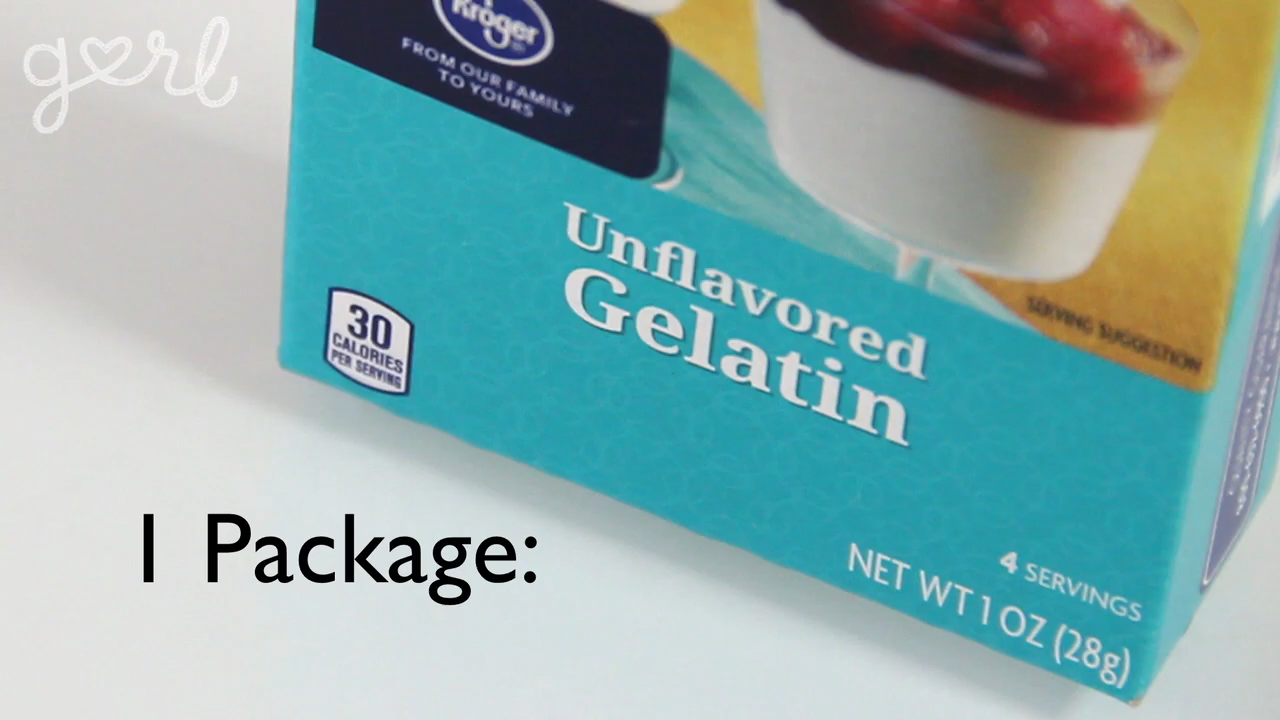 gurl
Kroger
FROM OUR FAMILY
TO YOURS
Unflavored
Gelatin
SERVING SUGGESTION
30
CALORIES
PER SERVING
1 Package:
4 SERVINGS
NET WT 1 OZ (28g)